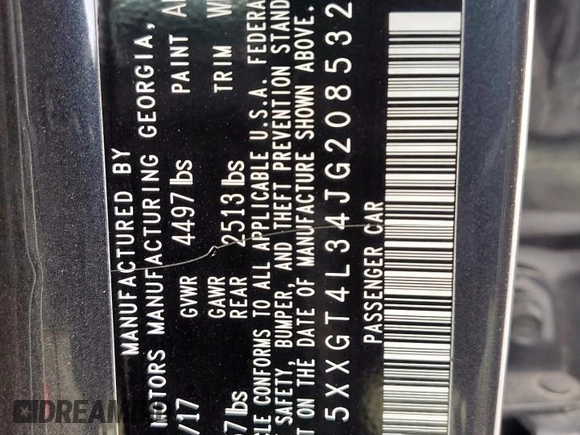 MANUFACTURED BY
MOTORS MANUFACTURING GEORGIA,
/17 GVWR 4497 lbs PAINT
GAWR
7 lbs REAR 2513 lbs TRIM
CONFORMS TO ALL APPLICABLE U.S.A. FEDERA
SAFETY, BUMPER, AND THEFT PREVENTION STAND
ON THE DATE OF MANUFACTURE SHOWN ABOVE.
5XXGT4L34JG208532
PASSENGER CAR